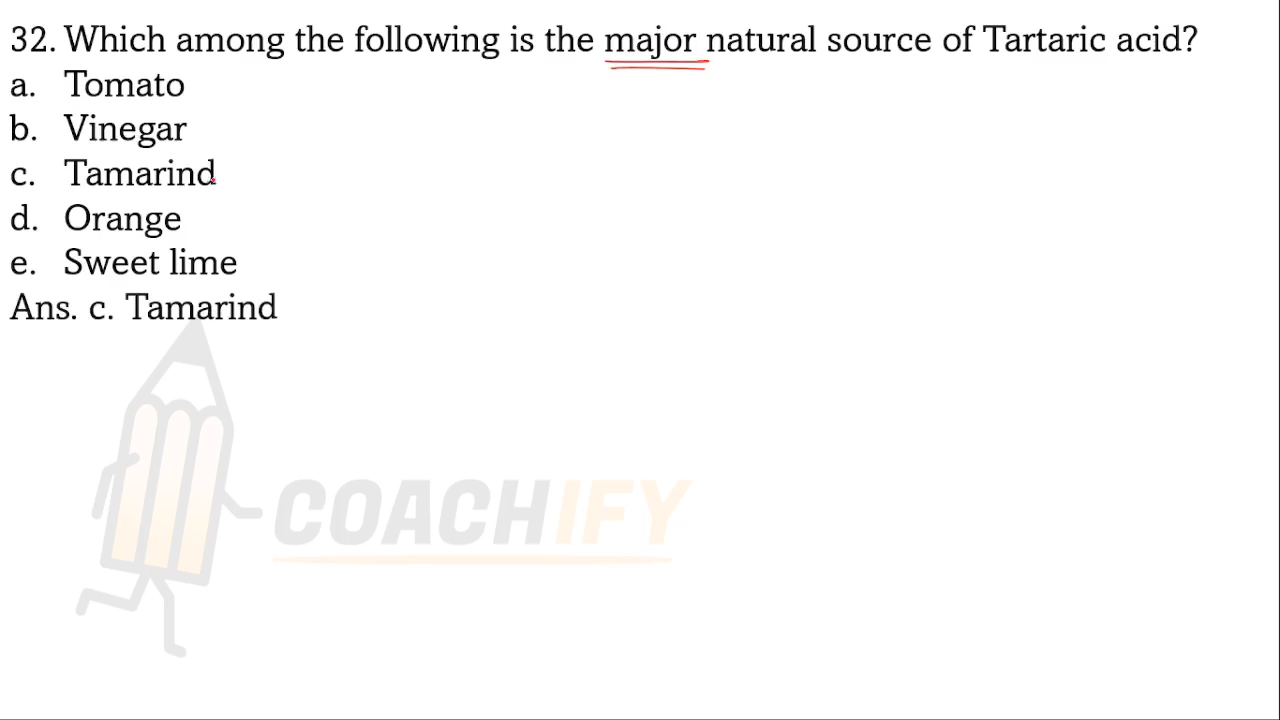 32. Which among the following is the major natural source of Tartaric acid?
a. Tomato
b. Vinegar
c. Tamarind
d. Orange
e. Sweet lime
Ans. c. Tamarind
COACHIFY